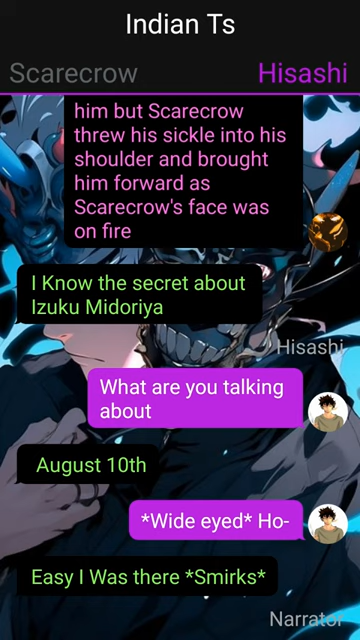 Indian Ts
Scarecrow
Hisashi
him but Scarecrow
threw his sickle into his
shoulder and brought
him forward as
Scarecrow's face was
on fire
I Know the secret about
Izuku Midoriya
Hisashi
What are you talking
about
August 10th
*Wide eyed* Ho-
Easy I Was there *Smirks*
Narrator